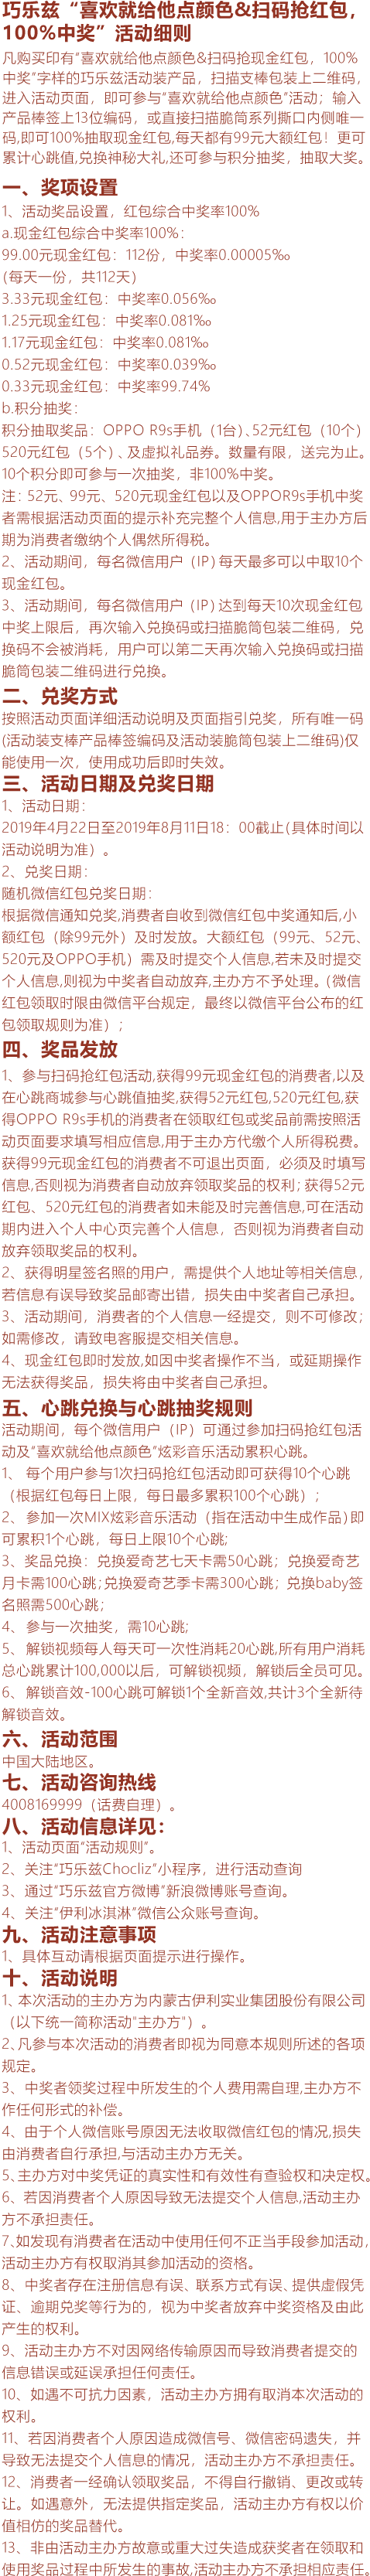 巧乐兹“喜欢就给他点颜色&扫码抢红包，
100%中奖”活动细则
凡购买印有“喜欢就给他点颜色&扫码抢现金红包，100%
中奖”字样的巧乐兹活动装产品，扫描支棒包装上二维码，
进入活动页面，即可参与“喜欢就给他点颜色”活动；输入
产品棒签上13位编码，或直接扫描脆筒系列撕口内侧唯一
码,即可100%抽取现金红包,每天都有99元大额红包！更可
累计心跳值,兑换神秘大礼,还可参与积分抽奖，抽取大奖。
一、奖项设置
1、活动奖品设置，红包综合中奖率100%
a.现金红包综合中奖率100%：
99.00元现金红包：112份，中奖率0.00005‰
(每天一份，共112天）
3.33元现金红包：中奖率0.056‰
1.25元现金红包：中奖率0.081‰
1.17元现金红包：中奖率0.081‰
0.52元现金红包：中奖率0.039‰
0.33元现金红包：中奖率99.74%
b.积分抽奖：
积分抽取奖品：OPPO R9s手机（1台）、52元红包（10个）
520元红包（5个）、及虚拟礼品券。数量有限，送完为止。
10个积分即可参与一次抽奖，非100%中奖。
注：52元、99元、520元现金红包以及OPPOR9s手机中奖
者需根据活动页面的提示补充完整个人信息,用于主办方后
期为消费者缴纳个人偶然所得税。
2、活动期间，每名微信用户（IP）每天最多可以中取10个
现金红包。
3、活动期间，每名微信用户（IP）达到每天10次现金红包
中奖上限后，再次输入兑换码或扫描脆筒包装二维码，兑
换码不会被消耗，用户可以第二天再次输入兑换码或扫描
脆筒包装二维码进行兑换。
二、兑奖方式
按照活动页面详细活动说明及页面指引兑奖，所有唯一码
(活动装支棒产品棒签编码及活动装脆筒包装上二维码)仅
能使用一次，使用成功后即时失效。
三、活动日期及兑奖日期
1、活动日期：
2019年4月22日至2019年8月11日18：00截止(具体时间以
活动说明为准）。
2、兑奖日期：
随机微信红包兑奖日期：
根据微信通知兑奖,消费者自收到微信红包中奖通知后,小
额红包（除99元外）及时发放。大额红包（99元、52元、
520元及OPPO手机）需及时提交个人信息,若未及时提交
个人信息,则视为中奖者自动放弃,主办方不予处理。（微信
红包领取时限由微信平台规定，最终以微信平台公布的红
包领取规则为准）；
四、奖品发放
1、参与扫码抢红包活动,获得99元现金红包的消费者,以及
在心跳商城参与心跳值抽奖,获得52元红包,520元红包,获
得OPPO R9s手机的消费者在领取红包或奖品前需按照活
动页面要求填写相应信息,用于主办方代缴个人所得税费。
获得99元现金红包的消费者不可退出页面，必须及时填写
信息,否则视为消费者自动放弃领取奖品的权利；获得52元
红包、520元红包的消费者如未能及时完善信息,可在活动
期内进入个人中心页完善个人信息，否则视为消费者自动
放弃领取奖品的权利。
2、获得明星签名照的用户，需提供个人地址等相关信息，
若信息有误导致奖品邮寄出错，损失由中奖者自己承担。
3、活动期间，消费者的个人信息一经提交，则不可修改；
如需修改，请致电客服提交相关信息。
4、现金红包即时发放,如因中奖者操作不当，或延期操作
无法获得奖品，损失将由中奖者自己承担。
五、心跳兑换与心跳抽奖规则
活动期间，每个微信用户（IP）可通过参加扫码抢红包活
动及“喜欢就给他点颜色”炫彩音乐活动累积心跳。
1、 每个用户参与1次扫码抢红包活动即可获得10个心跳
（根据红包每日上限，每日最多累积100个心跳）；
2、 参加一次MIX炫彩音乐活动（指在活动中生成作品）即
可累积1个心跳，每日上限10个心跳；
3、奖品兑换：兑换爱奇艺七天卡需50心跳；兑换爱奇艺
月卡需100心跳；兑换爱奇艺季卡需300心跳；兑换baby签
名照需500心跳；
4、 参与一次抽奖，需10心跳；
5、 解锁视频每人每天可一次性消耗20心跳,所有用户消耗
总心跳累计100,000以后，可解锁视频，解锁后全员可见。
6、 解锁音效-100心跳可解锁1个全新音效,共计3个全新待
解锁音效。
六、活动范围
中国大陆地区。
七、活动咨询热线
4008169999（话费自理）。
八、活动信息详见：
1、活动页面“活动规则”。
2、关注“巧乐兹Chocliz”小程序，进行活动查询
3、通过“巧乐兹官方微博”新浪微博账号查询。
4、关注“伊利冰淇淋”微信公众账号查询。
九、活动注意事项
1、具体互动请根据页面提示进行操作。
十、活动说明
1、本次活动的主办方为内蒙古伊利实业集团股份有限公司
（以下统一简称活动"主办方"）。
2、凡参与本次活动的消费者即视为同意本规则所述的各项
规定。
3、中奖者领奖过程中所发生的个人费用需自理,主办方不
作任何形式的补偿。
4、由于个人微信账号原因无法收取微信红包的情况,损失
由消费者自行承担,与活动主办方无关。
5、主办方对中奖凭证的真实性和有效性有查验权和决定权。
6、若因消费者个人原因导致无法提交个人信息,活动主办
方不承担责任。
7、如发现有消费者在活动中使用任何不正当手段参加活动，
活动主办方有权取消其参加活动的资格。
8、中奖者存在注册信息有误、联系方式有误、提供虚假凭
证、逾期兑奖等行为的，视为中奖者放弃中奖资格及由此
产生的权利。
9、活动主办方不对因网络传输原因而导致消费者提交的
信息错误或延误承担任何责任。
10、如遇不可抗力因素，活动主办方拥有取消本次活动的
权利。
11、若因消费者个人原因造成微信号、微信密码遗失，并
导致无法提交个人信息的情况，活动主办方不承担责任。
12、消费者一经确认领取奖品，不得自行撤销、更改或转
让。如遇意外，无法提供指定奖品，活动主办方有权以价
值相仿的奖品替代。
13、非由活动主办方故意或重大过失造成获奖者在领取和
使用奖品过程中所发生的事故,活动主办方不承担相应责任。